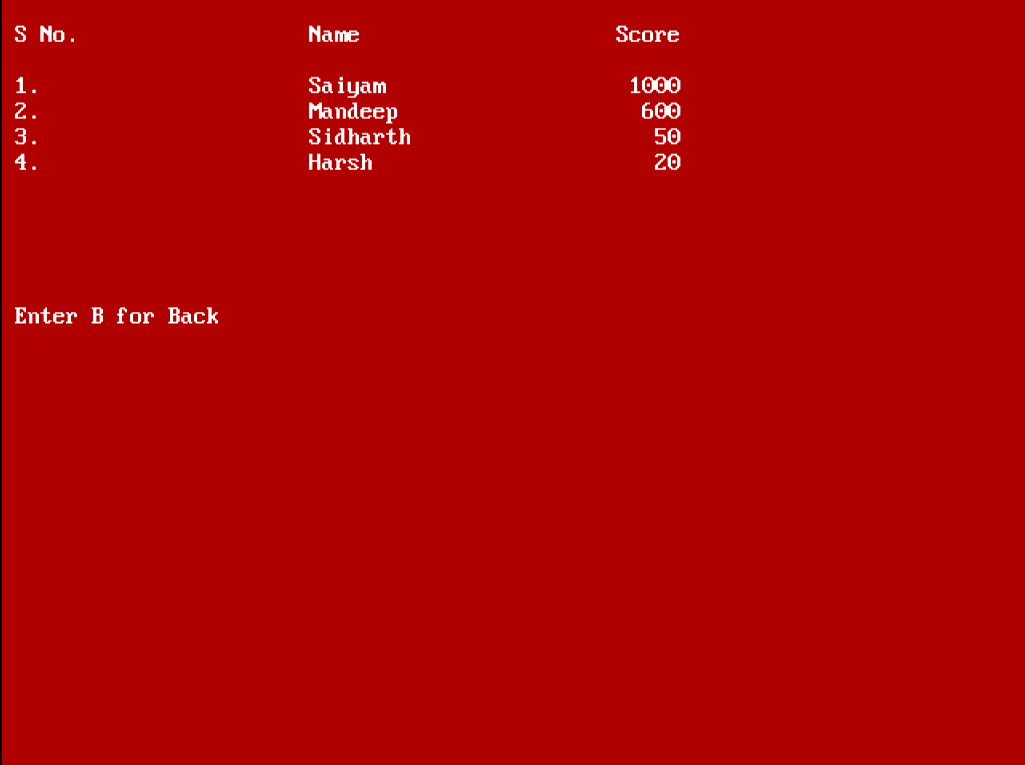 S No. Name Score
1. Saiyam 1000
2. Mandeep 600
3. Sidharth 50
4. Harsh 20
Enter B for Back